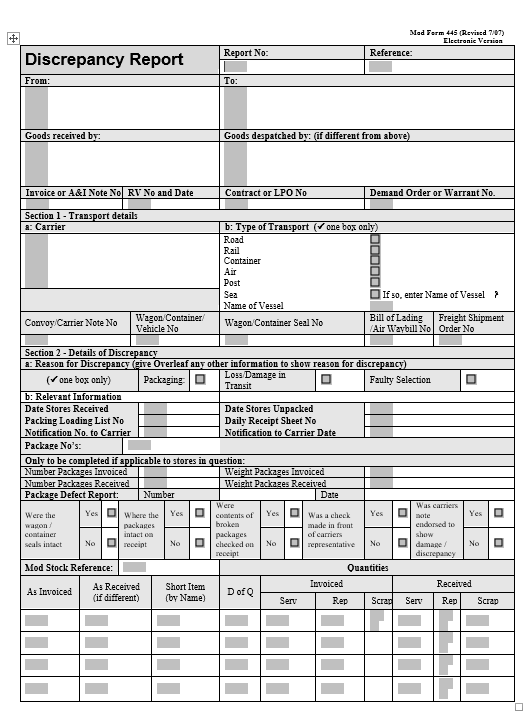 Mod Form 445 (Revised 7/07)
Electronic Version
Discrepancy Report
Report No:
Reference:
From:
To:
Goods received by:
Goods despatched by: (if different from above)
Invoice or A&I Note No
RV No and Date
Contract or LPO No
Demand Order or Warrant No.
Section 1 - Transport details
a: Carrier
b: Type of Transport (✓ one box only)
Road
Rail
Container
Air
Post
Sea
If so, enter Name of Vessel ?
Name of Vessel
Convoy/Carrier Note No
Wagon/Container/
Vehicle No
Wagon/Container Seal No
Bill of Lading
/Air Waybill No
Freight Shipment
Order No
Section 2 - Details of Discrepancy
a: Reason for Discrepancy (give Overleaf any other information to show reason for discrepancy)
(✓ one box only)
Packaging:
Loss/Damage in
Transit
Faulty Selection
b: Relevant Information
Date Stores Received
Date Stores Unpacked
Packing Loading List No
Daily Receipt Sheet No
Notification No. to Carrier
Notification to Carrier Date
Package No's:
Only to be completed if applicable to stores in question:
Number Packages Invoiced
Weight Packages Invoiced
Number Packages Received
Weight Packages Received
Package Defect Report:
Number
Date
Were the
wagon /
container
seals intact
Yes
No
Where the
packages
intact on
receipt
Yes
No
Were
contents of
broken
packages
checked on
receipt
Yes
No
Was a check
made in front
of carriers
representative
Yes
No
Was carriers
note
endorsed to
show
damage /
discrepancy
Yes
No
Mod Stock Reference:
Quantities
As Invoiced
As Received
(if different)
Short Item
(by Name)
D of Q
Invoiced
Received
Serv
Rep
Scrap
Serv
Rep
Scrap